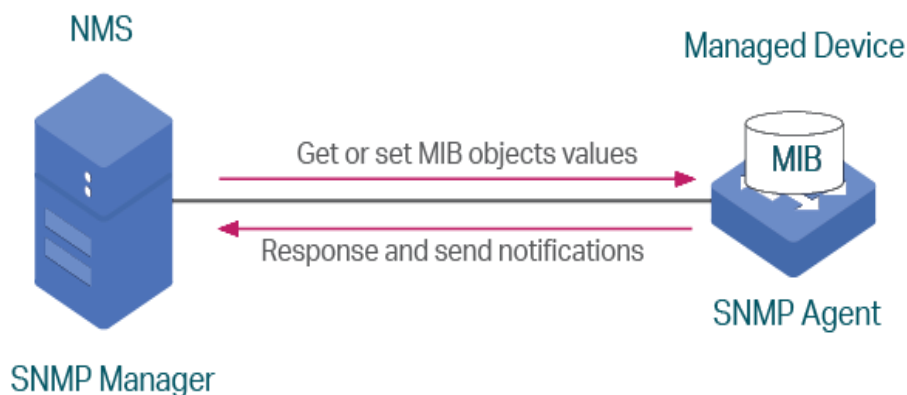 NMS
Managed Device
Get or set MIB objects values
MIB
Response and send notifications
SNMP Agent
SNMP Manager